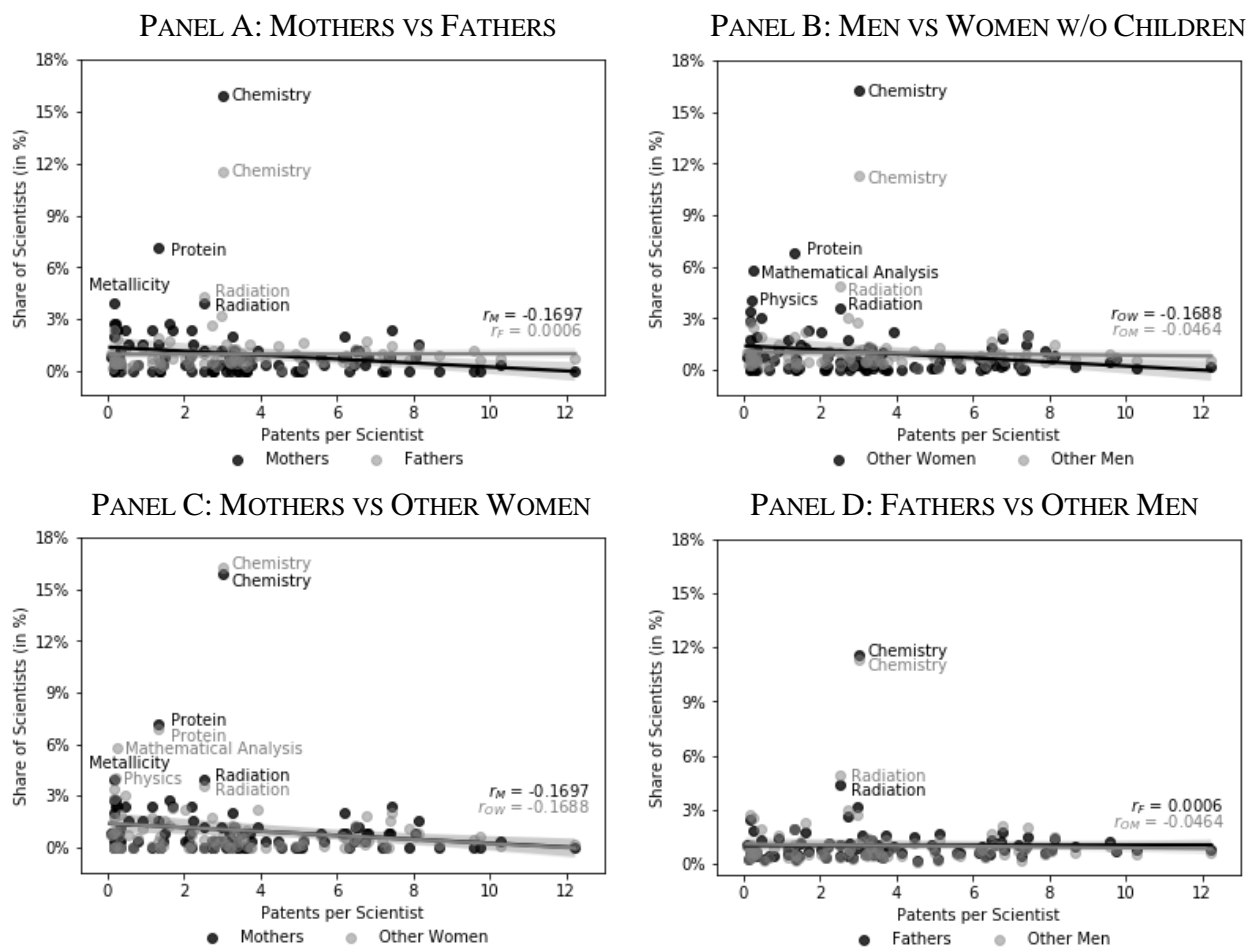 PANEL A: MOTHERS VS FATHERS
18%
15%
12%
9%
6%
3%
0%
Share of Scientists (in %)
Chemistry
Chemistry
Protein
Metallicity
Radiation
Radiation
r_M = -0.1697
r_F = 0.0006
0 2 4 6 8 10 12
Patents per Scientist
Mothers Fathers
PANEL B: MEN VS WOMEN W/O CHILDREN
18%
15%
12%
9%
6%
3%
0%
Share of Scientists (in %)
Chemistry
Chemistry
Protein
Mathematical Analysis
Radiation
Physics
Radiation
r_OW = -0.1688
r_OM = -0.0464
0 2 4 6 8 10 12
Patents per Scientist
Other Women Other Men
PANEL C: MOTHERS VS OTHER WOMEN
18%
15%
12%
9%
6%
3%
0%
Share of Scientists (in %)
Chemistry
Chemistry
Protein
Protein
Mathematical Analysis
Metallicity
Radiation
Physics
Radiation
r_M = -0.1697
r_OW = -0.1688
0 2 4 6 8 10 12
Patents per Scientist
Mothers Other Women
PANEL D: FATHERS VS OTHER MEN
18%
15%
12%
9%
6%
3%
0%
Share of Scientists (in %)
Chemistry
Chemistry
Radiation
Radiation
r_F = 0.0006
r_OM = -0.0464
0 2 4 6 8 10 12
Patents per Scientist
Fathers Other Men